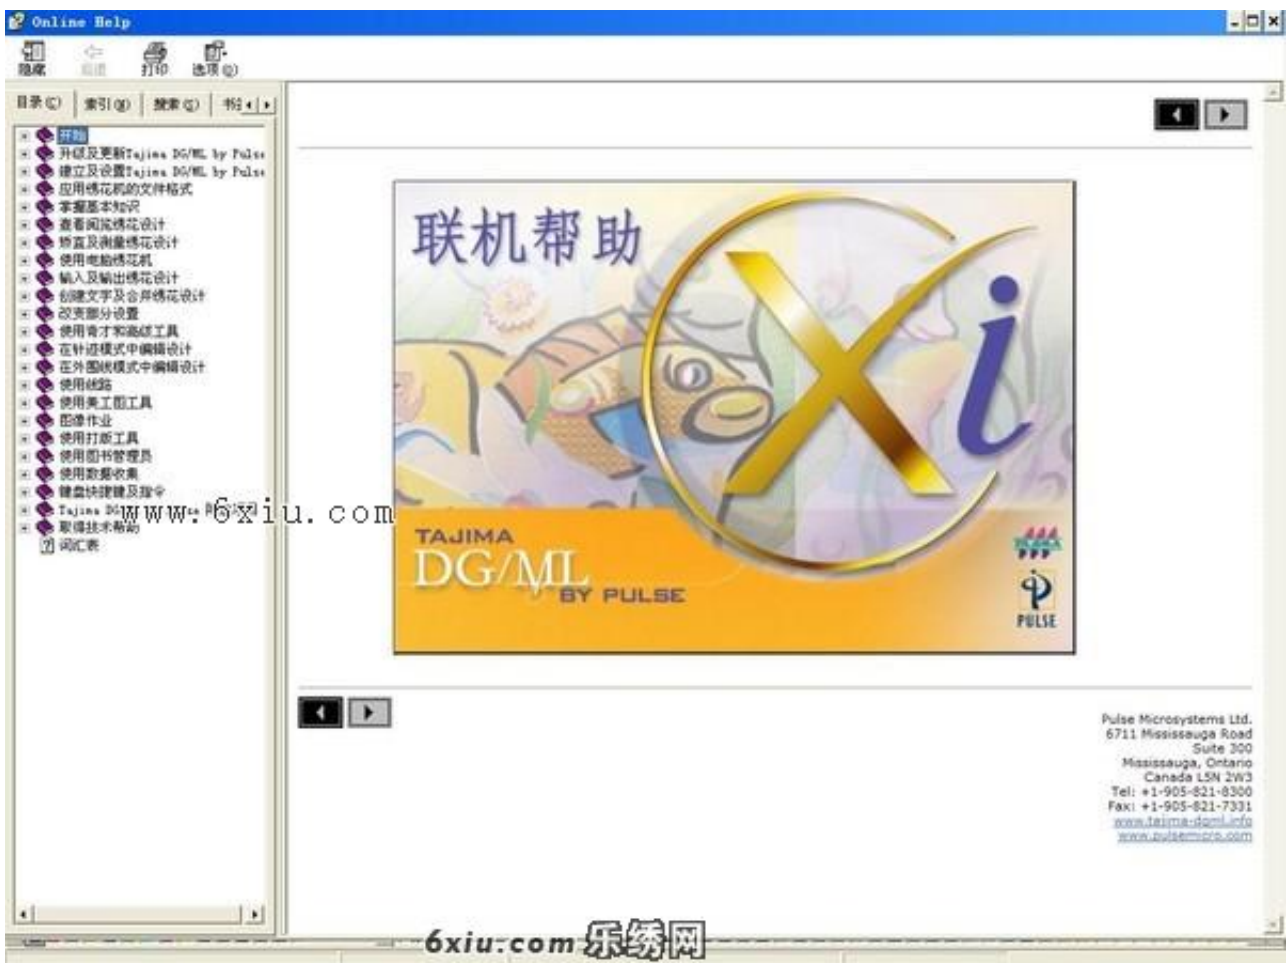 Online Help
隐藏
后退
打印
选项(O)
目录(C)
索引(N)
搜索(S)
开始
升级及更新Tajima DG/ML by Pulse
建立及设置Tajima DG/ML by Pulse
应用绣花机的文件格式
掌握基本知识
查看阅览绣花设计
矫直及测量绣花设计
使用电脑绣花机
输入及输出绣花设计
创建文字及合并绣花设计
改变部分设置
使用奇才和高级工具
在针迹模式中编辑设计
在外围线模式中编辑设计
使用线路
使用美工图工具
图像作业
使用打版工具
使用图书管理员
使用数据收集
键盘快捷键及指令
Tajima
取得技术帮助
词汇表
www.6xiu.com
联机帮助
Xi
TAJIMA
DG/ML
BY PULSE
TAJIMA
PULSE
Pulse Microsystems Ltd.
6711 Mississauga Road
Suite 300
Mississauga, Ontario
Canada L5N 2W3
Tel: +1-905-821-8300
Fax: +1-905-821-7331
www.tajima-dgml.info
www.pulsemicro.com
6xiu.com 乐绣网